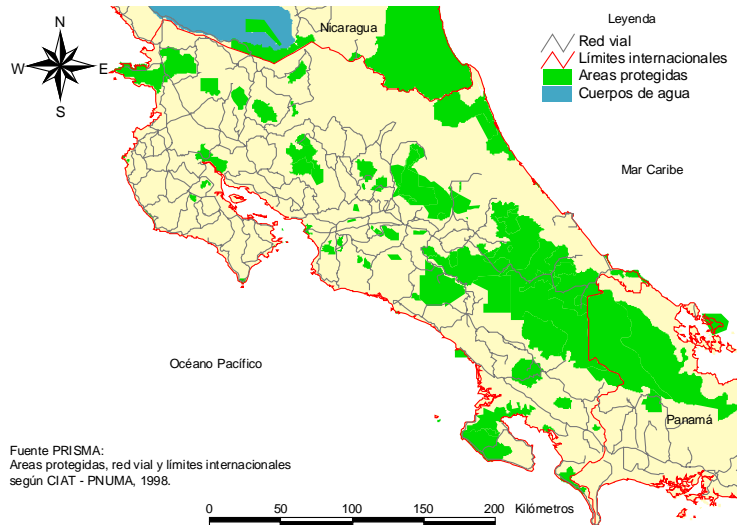 Nicaragua
Leyenda
Red vial
Límites internacionales
Areas protegidas
Cuerpos de agua
N
W
E
S
Mar Caribe
Océano Pacífico
Panamá
Fuente PRISMA:
Areas protegidas, red vial y límites internacionales
según CIAT - PNUMA, 1998.
0 50 100 150 200 Kilómetros